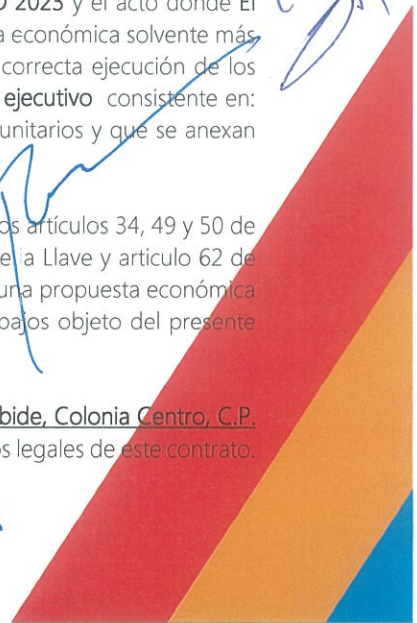 2023 y el acto donde El
a económica solvente más
correcta ejecución de los
ejecutivo consistente en:
unitarios y que se anexan
os artículos 34, 49 y 50 de
e la Llave y articulo 62 de
una propuesta económica
bajos objeto del presente
bide, Colonia Centro, C.P.
os legales de este contrato.